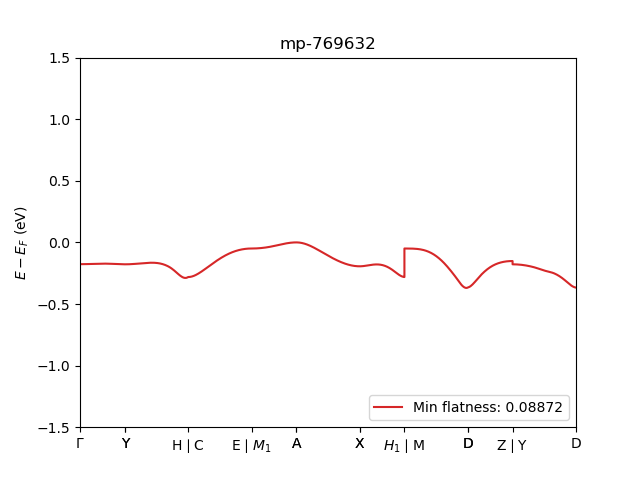 mp-769632
E − E_F (eV)
1.5
1.0
0.5
0.0
−0.5
−1.0
−1.5
Min flatness: 0.08872
Γ Y H | C E | M₁ A X H₁ | M D Z | Y D